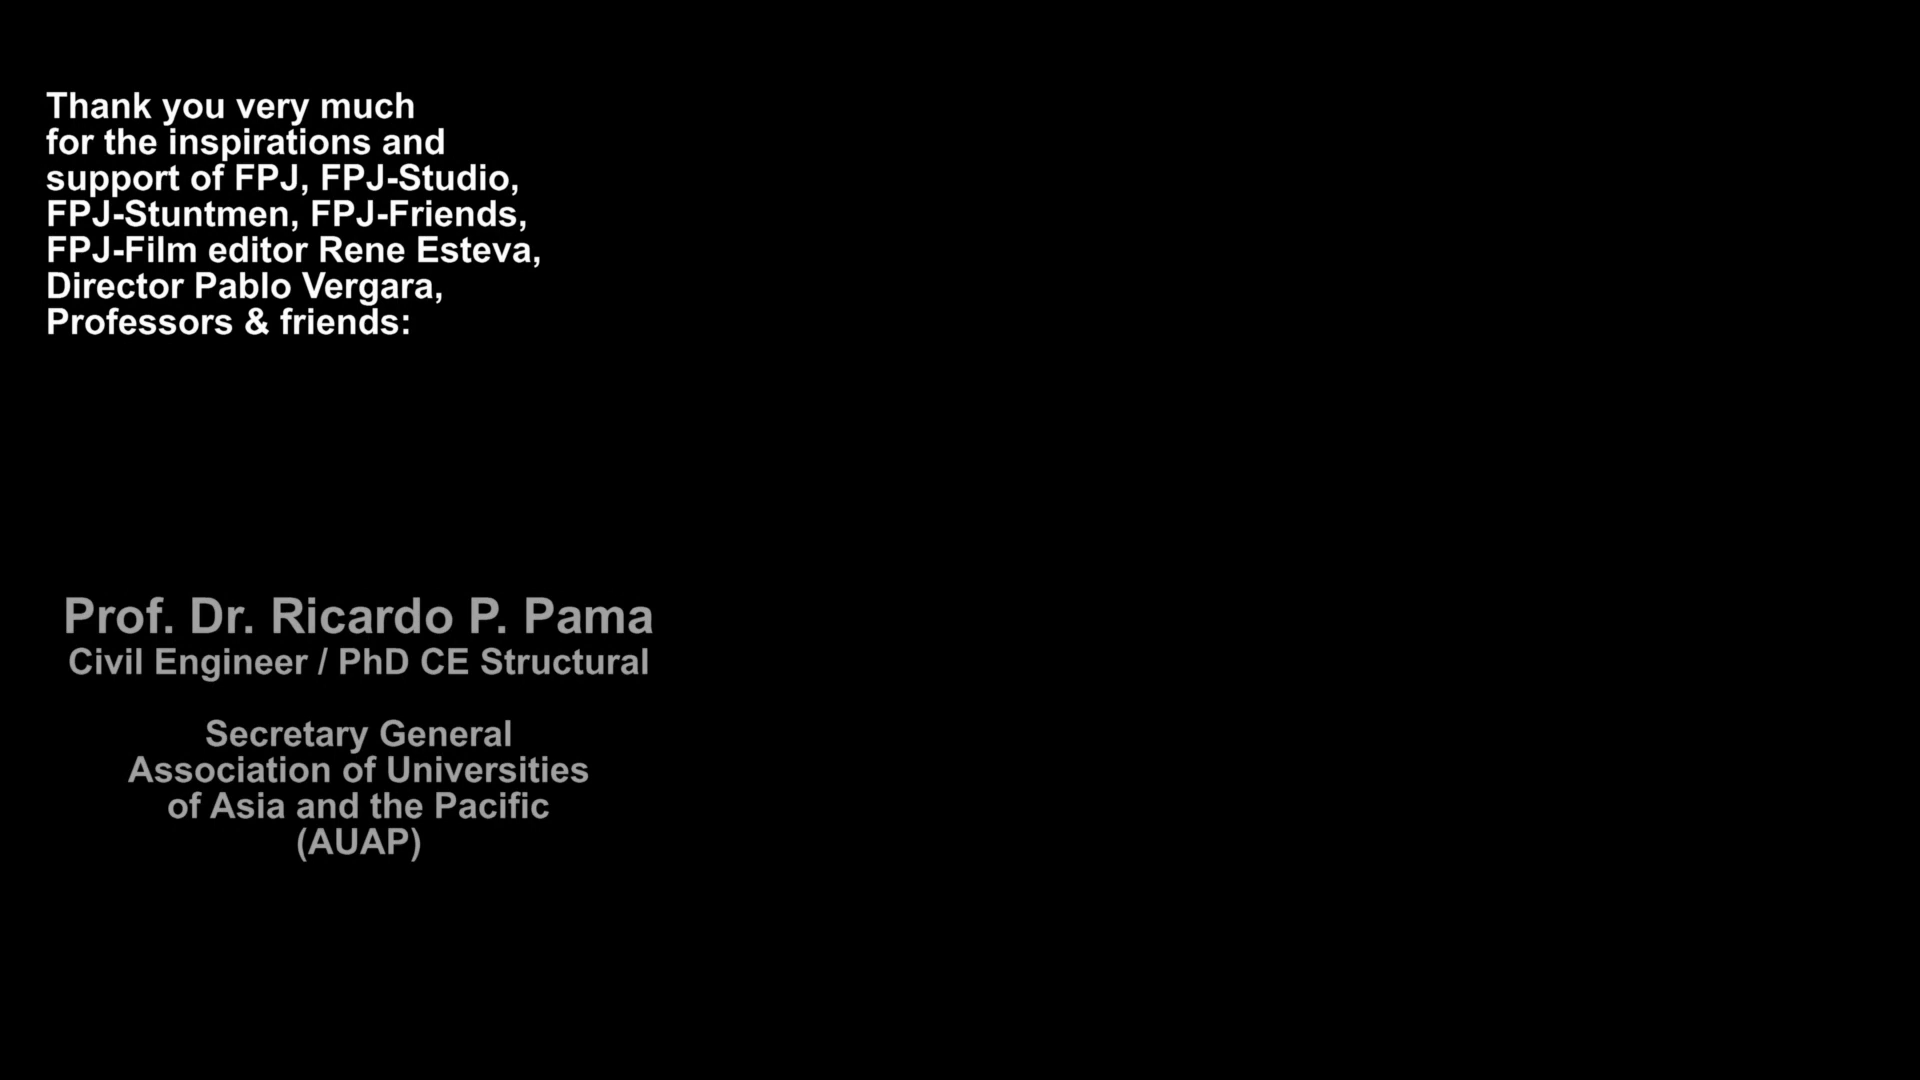 Thank you very much
for the inspirations and
support of FPJ, FPJ-Studio,
FPJ-Stuntmen, FPJ-Friends,
FPJ-Film editor Rene Esteva,
Director Pablo Vergara,
Professors & friends:
Prof. Dr. Ricardo P. Pama
Civil Engineer / PhD CE Structural
Secretary General
Association of Universities
of Asia and the Pacific
(AUAP)